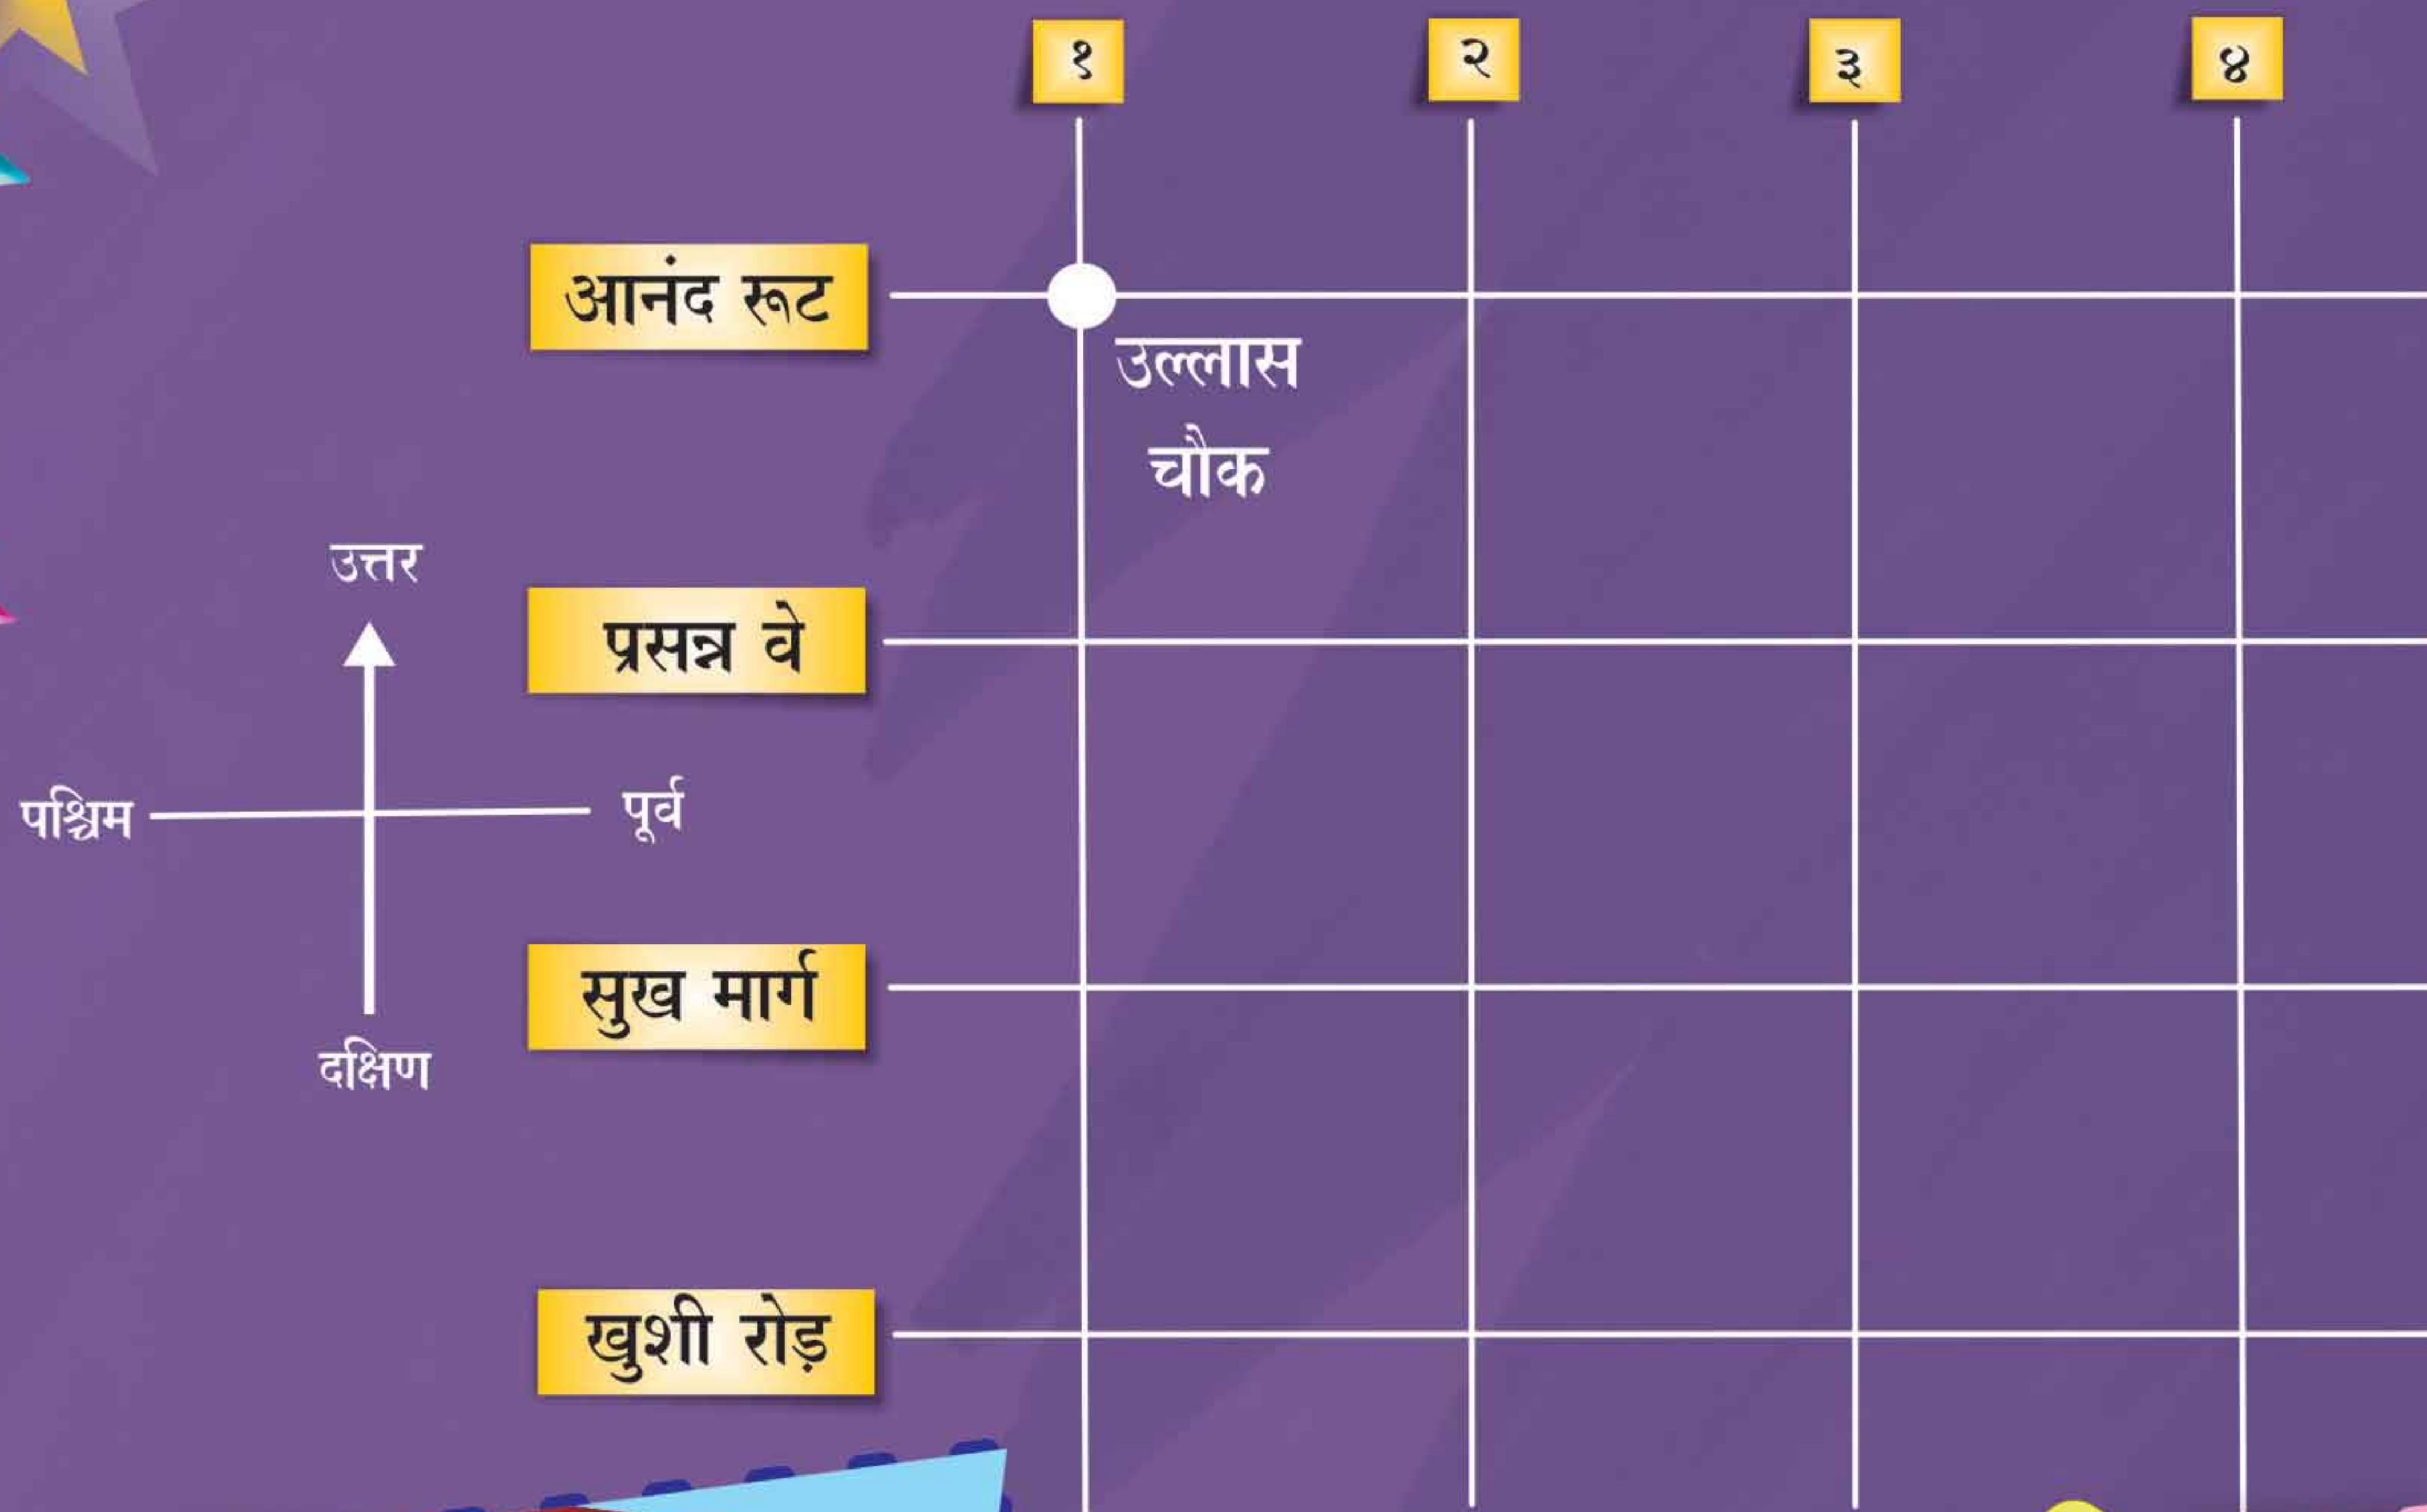 १ २ ३ ४
आनंद रूट
उल्लास
चौक
उत्तर
प्रसन्न वे
पश्चिम पूर्व
सुख मार्ग
दक्षिण
खुशी रोड़